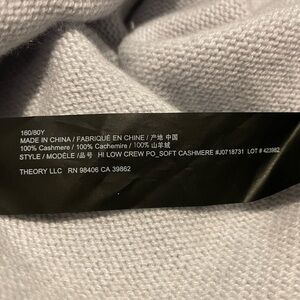 160/80Y
MADE IN CHINA / FABRIQUÉ EN CHINE / 产地 中国
100% Cashmere / 100% Cachemire / 100% 山羊绒
STYLE / MODÈLE / 品号 HI LOW CREW PO_SOFT CASHMERE #J0718731 LOT # 423982
THEORY LLC RN 98406 CA 39862